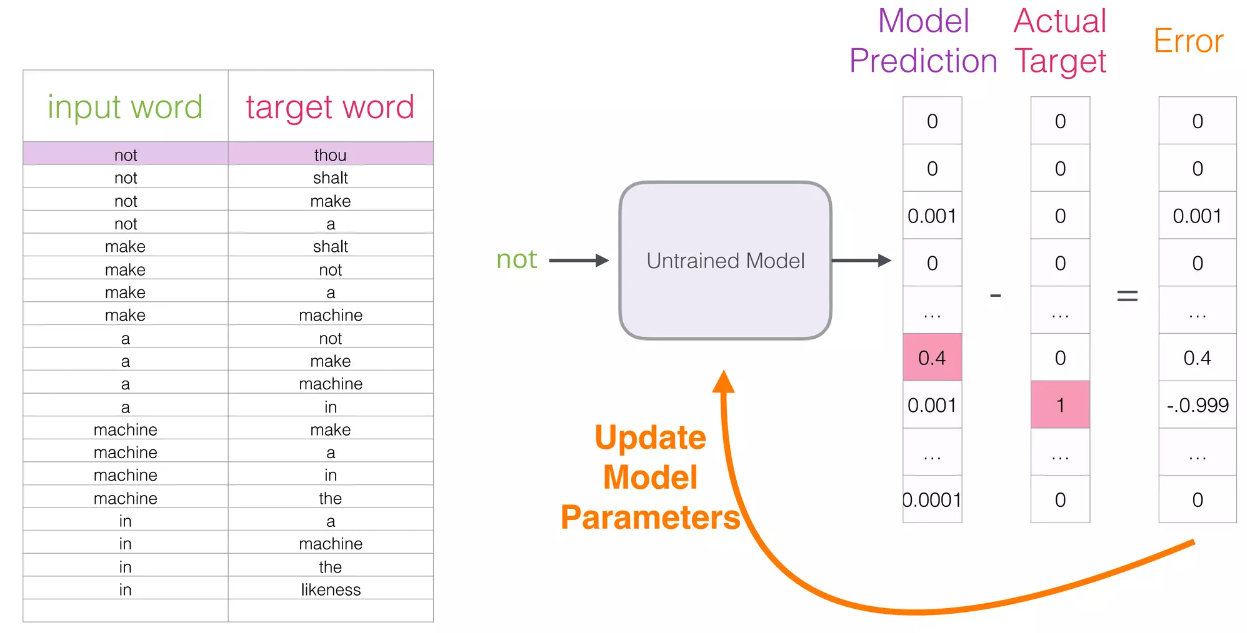 input word target word
not thou
not shalt
not make
not a
make shalt
make not
make a
make machine
a not
a make
a machine
a in
machine make
machine a
machine in
machine the
in a
in machine
in the
in likeness
not
Untrained Model
Update
Model
Parameters
Model Actual Error
Prediction Target
0 0 0
0 0 0
0.001 0 0.001
0 0 0
- =
... ... ...
0.4 0 0.4
0.001 1 -.0.999
... ... ...
0.0001 0 0